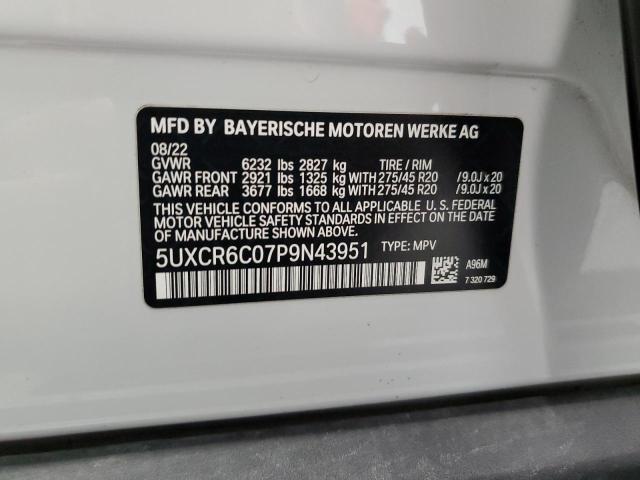 MFD BY BAYERISCHE MOTOREN WERKE AG
08/22
GVWR 6232 lbs 2827 kg TIRE / RIM
GAWR FRONT 2921 lbs 1325 kg WITH 275/45 R20 /9.0J x 20
GAWR REAR 3677 lbs 1668 kg WITH 275/45 R20 /9.0J x 20
THIS VEHICLE CONFORMS TO ALL APPLICABLE U. S. FEDERAL
MOTOR VEHICLE SAFETY STANDARDS IN EFFECT ON THE
DATE OF MANUFACTURE SHOWN ABOVE.
5UXCR6C07P9N43951 TYPE: MPV
A96M
7 320 729